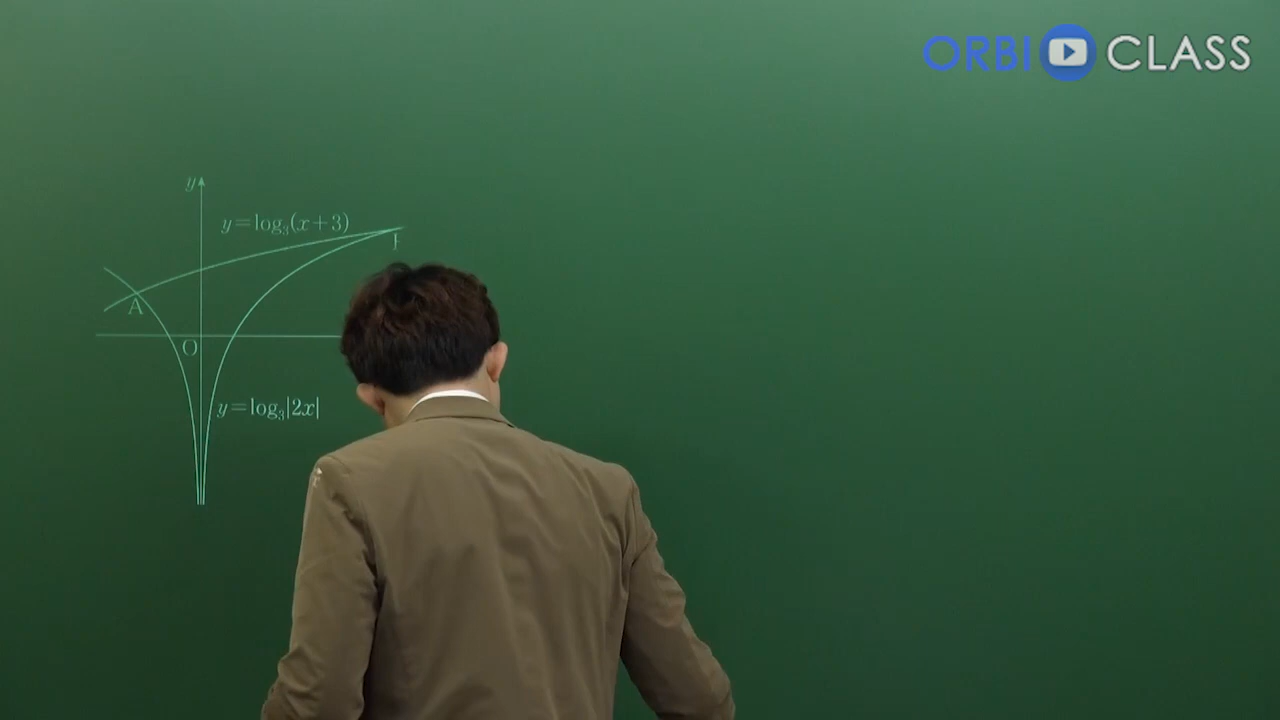 ORBI CLASS
y
y=log₃(x+3)
A
O
y=log₃|2x|